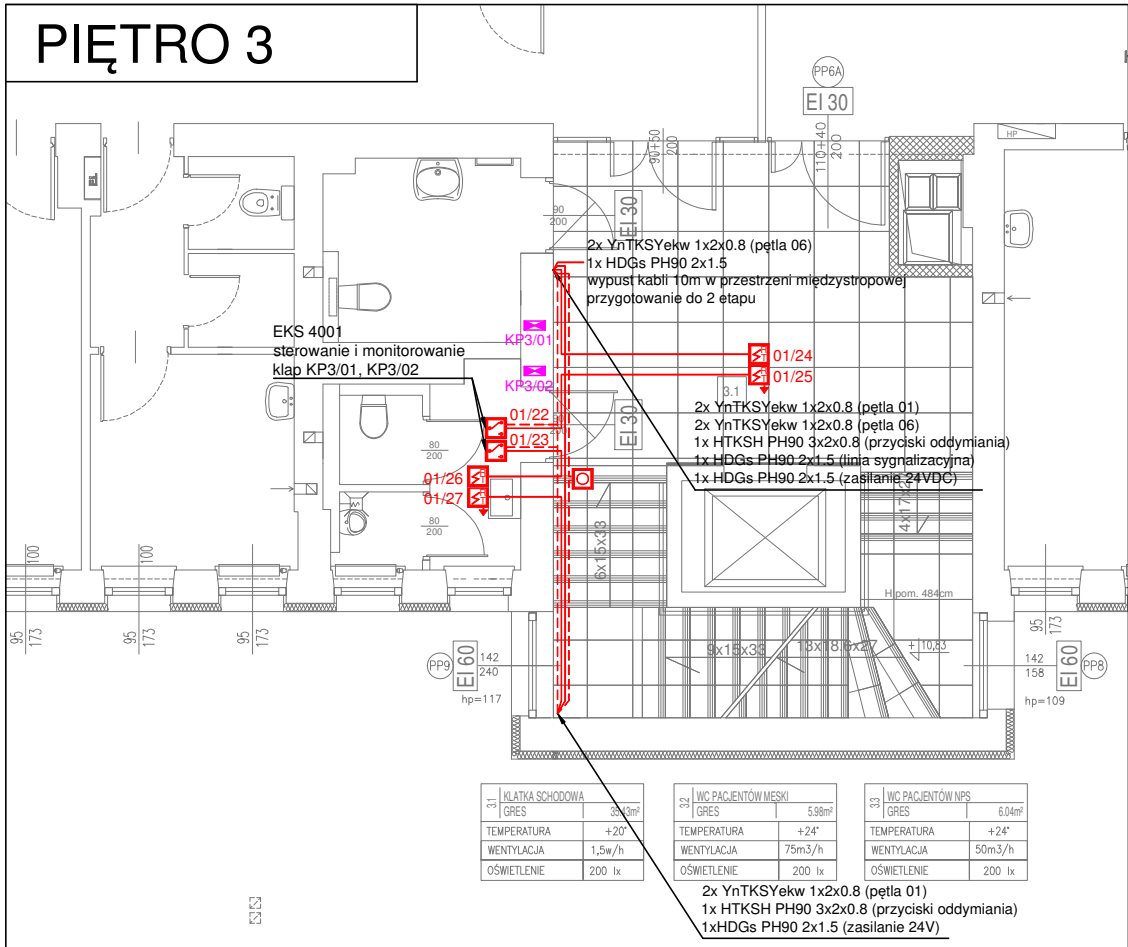 PIĘTRO 3
PP6A
EI 30
110+40
200
90+50
200
HP
EL
90
200
EI 30
2x YnTKSYekw 1x2x0.8 (pętla 06)
1x HDGs PH90 2x1.5
wypust kabli 10m w przestrzeni międzystropowej
przygotowanie do 2 etapu
EKS 4001
sterowanie i monitorowanie
klap KP3/01, KP3/02
KP3/01
KP3/02
01/24
01/25
3.1
01/22
01/23
EI 30
80
200
2x YnTKSYekw 1x2x0.8 (pętla 01)
2x YnTKSYekw 1x2x0.8 (pętla 06)
1x HTKSH PH90 3x2x0.8 (przyciski oddymiania)
1x HDGs PH90 2x1.5 (linia sygnalizacyjna)
1x HDGs PH90 2x1.5 (zasilanie 24VDC)
01/26
01/27
80
200
6x15x33
H pom. 484cm
100
100
95
173
95
173
95
173
95
173
9x15x33
13x18.6x27
+10,83
PP9
EI 60
142
240
hp=117
142
158
EI 60
PP8
hp=109
3.1 KLATKA SCHODOWA
GRES 35.43m²
TEMPERATURA +20°
WENTYLACJA 1,5w/h
OŚWIETLENIE 200 lx
3.2 WC PACJENTÓW MĘSKI
GRES 5.98m²
TEMPERATURA +24°
WENTYLACJA 75m3/h
OŚWIETLENIE 200 lx
3.3 WC PACJENTÓW NPS
GRES 6.04m²
TEMPERATURA +24°
WENTYLACJA 50m3/h
OŚWIETLENIE 200 lx
2x YnTKSYekw 1x2x0.8 (pętla 01)
1x HTKSH PH90 3x2x0.8 (przyciski oddymiania)
1xHDGs PH90 2x1.5 (zasilanie 24V)